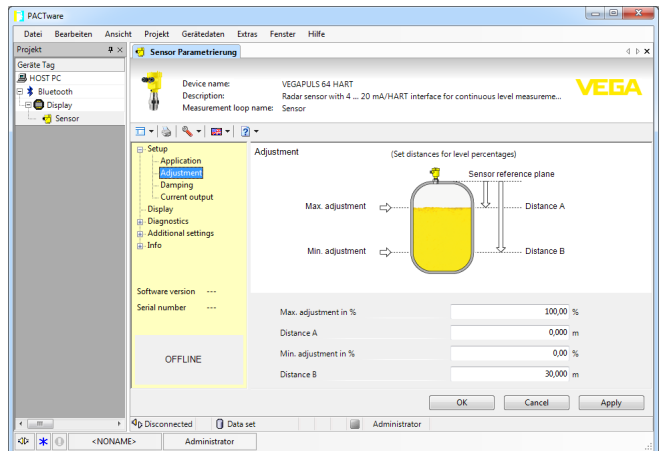 PACTware
Datei Bearbeiten Ansicht Projekt Gerätedaten Extras Fenster Hilfe
Projekt
Geräte Tag
HOST PC
Bluetooth
Display
Sensor
Sensor Parametrierung
Device name: VEGAPULS 64 HART
Description: Radar sensor with 4 ... 20 mA/HART interface for continuous level measureme...
Measurement loop name: Sensor
VEGA
Setup
Application
Adjustment
Damping
Current output
Display
Diagnostics
Additional settings
Info
Software version ---
Serial number ---
OFFLINE
Adjustment
(Set distances for level percentages)
Sensor reference plane
Max. adjustment
Distance A
Min. adjustment
Distance B
Max. adjustment in % 100,00 %
Distance A 0,000 m
Min. adjustment in % 0,00 %
Distance B 30,000 m
OK Cancel Apply
Disconnected Data set Administrator
<NONAME> Administrator